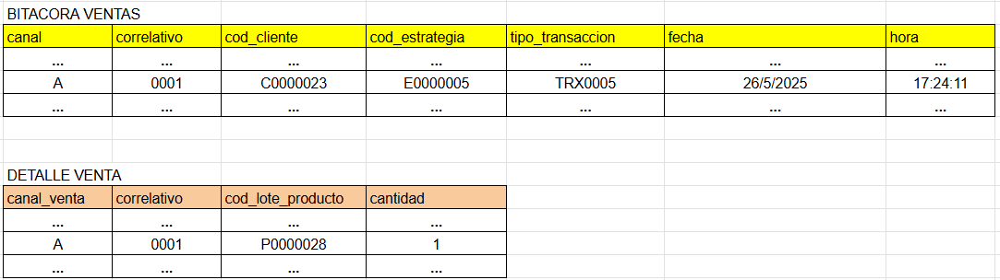 BITACORA VENTAS
canal correlativo cod_cliente cod_estrategia tipo_transaccion fecha hora
... ... ... ... ... ... ...
A 0001 C0000023 E0000005 TRX0005 26/5/2025 17:24:11
... ... ... ... ... ... ...
DETALLE VENTA
canal_venta correlativo cod_lote_producto cantidad
... ... ... ...
A 0001 P0000028 1
... ... ... ...